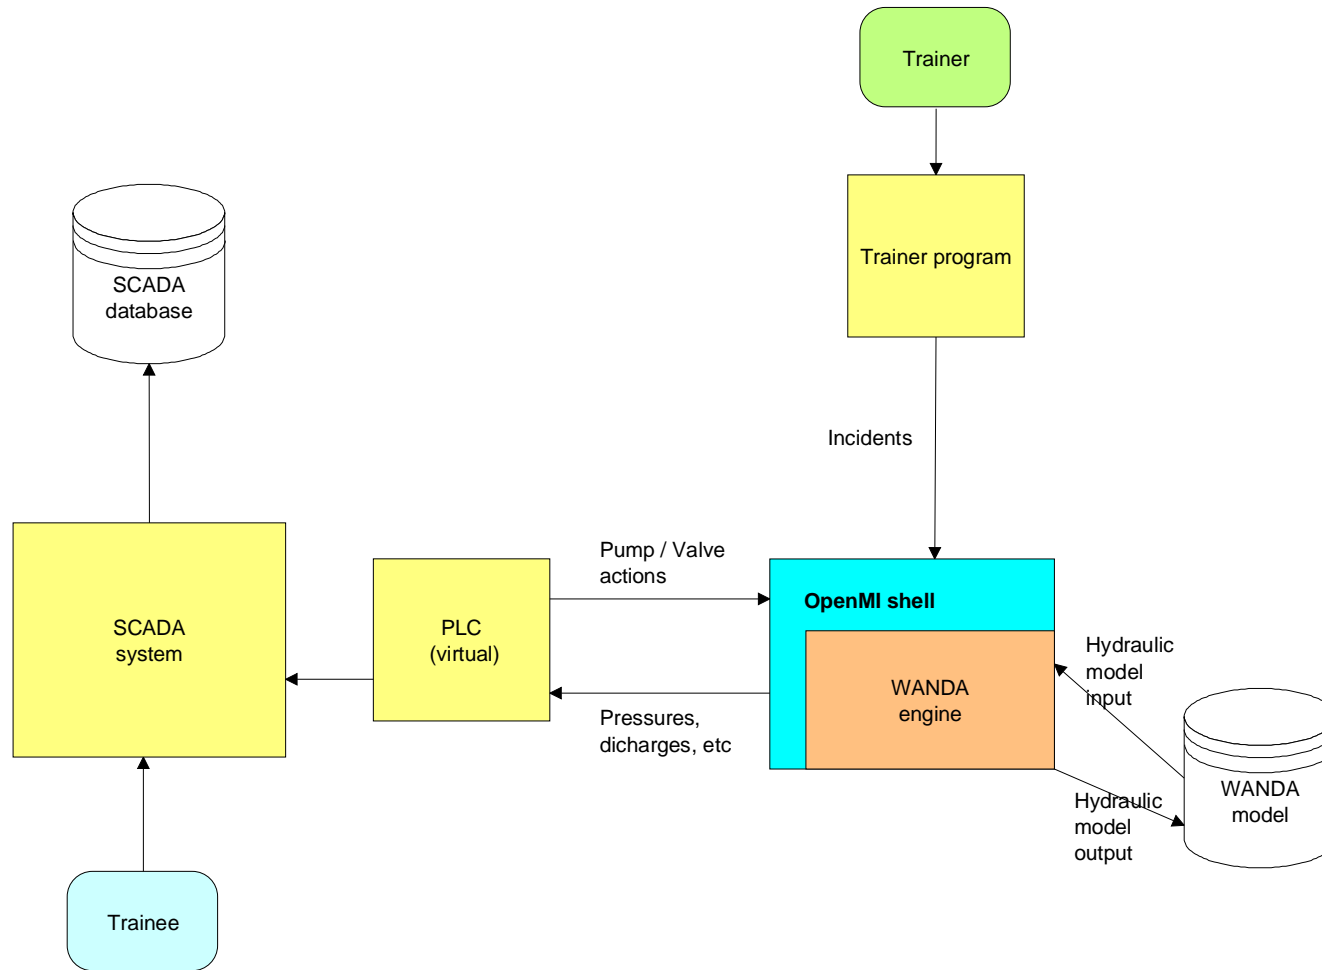 Trainer
Trainer program
SCADA
database
Incidents
Pump / Valve
actions
OpenMI shell
SCADA
system
PLC
(virtual)
WANDA
engine
Hydraulic
model
input
Pressures,
dicharges, etc
WANDA
model
Hydraulic
model
output
Trainee